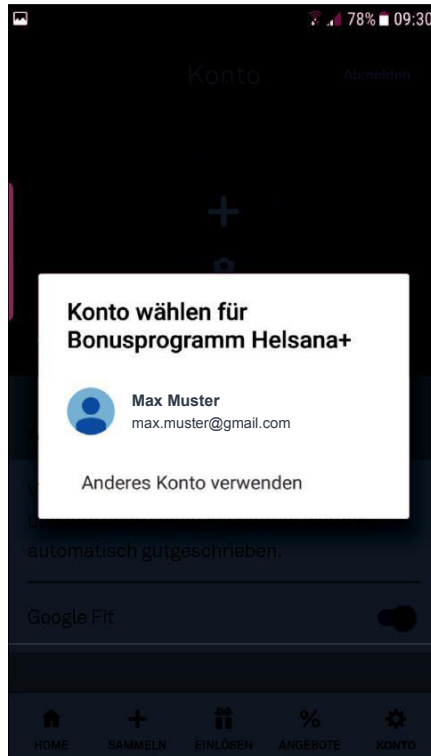 78% 09:30
Konto Abmelden
Konto wählen für
Bonusprogramm Helsana+
Max Muster
max.muster@gmail.com
Anderes Konto verwenden
automatisch gutgeschrieben.
Google Fit
HOME SAMMELN EINLÖSEN ANGEBOTE KONTO